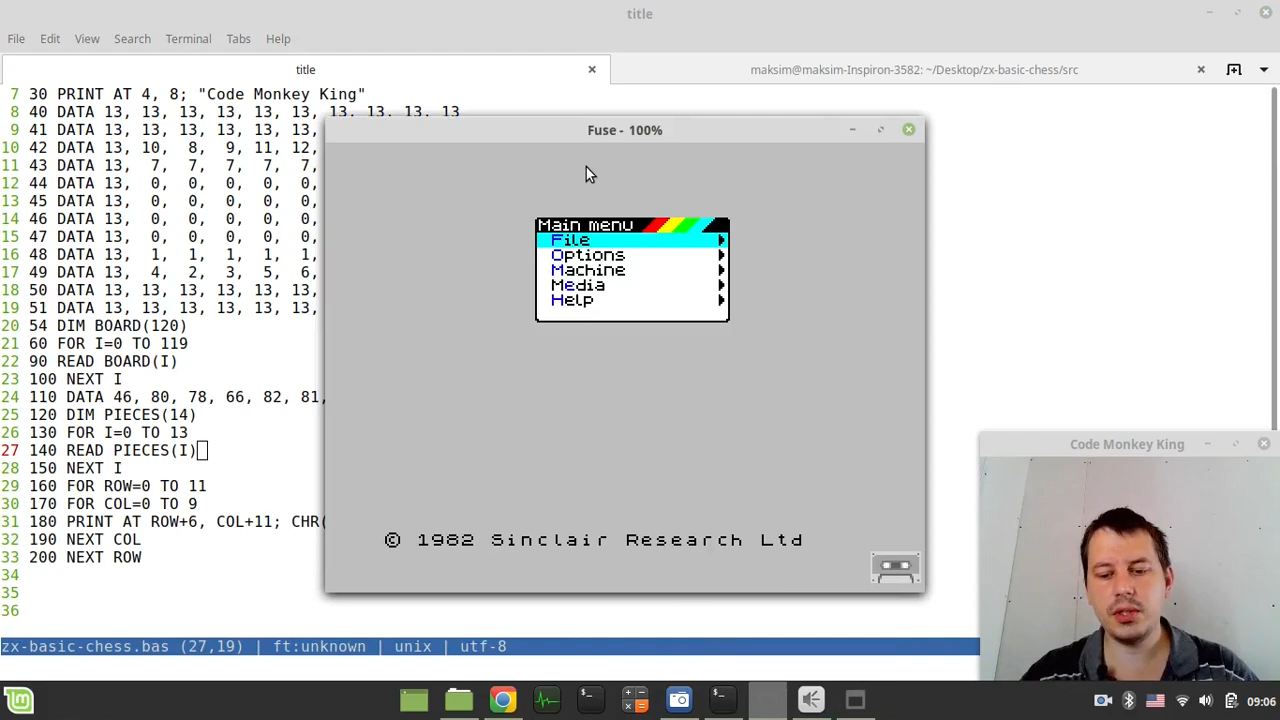 title
File Edit View Search Terminal Tabs Help
title
maksim@maksim-Inspiron-3582: ~/Desktop/zx-basic-chess/src
7 30 PRINT AT 4, 8; "Code Monkey King"
8 40 DATA 13, 13, 13, 13, 13, 13, 13, 13, 13, 13
9 41 DATA 13, 13, 13, 13, 13, 13,
10 42 DATA 13, 10, 8, 9, 11, 12,
11 43 DATA 13, 7, 7, 7, 7, 7,
12 44 DATA 13, 0, 0, 0, 0, 0,
13 45 DATA 13, 0, 0, 0, 0, 0,
14 46 DATA 13, 0, 0, 0, 0, 0,
15 47 DATA 13, 0, 0, 0, 0, 0,
16 48 DATA 13, 1, 1, 1, 1, 1,
17 49 DATA 13, 4, 2, 3, 5, 6,
18 50 DATA 13, 13, 13, 13, 13, 13,
19 51 DATA 13, 13, 13, 13, 13, 13,
20 54 DIM BOARD(120)
21 60 FOR I=0 TO 119
22 90 READ BOARD(I)
23 100 NEXT I
24 110 DATA 46, 80, 78, 66, 82, 81,
25 120 DIM PIECES(14)
26 130 FOR I=0 TO 13
27 140 READ PIECES(I)
28 150 NEXT I
29 160 FOR ROW=0 TO 11
30 170 FOR COL=0 TO 9
31 180 PRINT AT ROW+6, COL+11; CHR(
32 190 NEXT COL
33 200 NEXT ROW
34
35
36
zx-basic-chess.bas (27,19) | ft:unknown | unix | utf-8
Fuse - 100%
Main menu
File
Options
Machine
Media
Help
© 1982 Sinclair Research Ltd
Code Monkey King
09:06